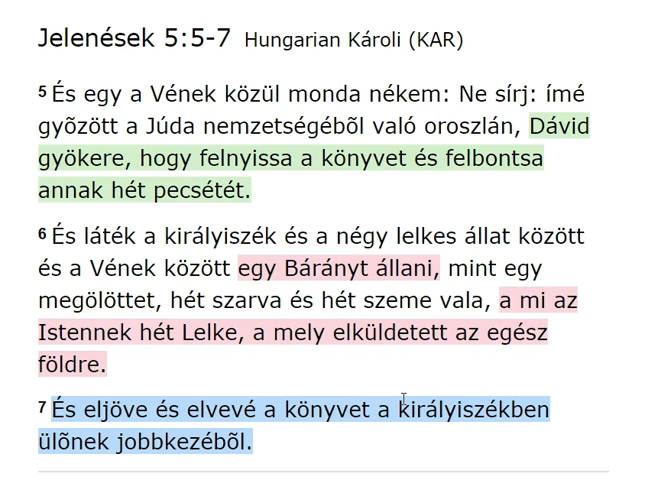 Jelenések 5:5-7 Hungarian Károli (KAR)
5 És egy a Vének közül monda nékem: Ne sírj: ímé
gyõzött a Júda nemzetségébõl való oroszlán, Dávid
gyökere, hogy felnyissa a könyvet és felbontsa
annak hét pecsétét.
6 És láték a királyiszék és a négy lelkes állat között
és a Vének között egy Bárányt állani, mint egy
megölöttet, hét szarva és hét szeme vala, a mi az
Istennek hét Lelke, a mely elküldetett az egész
földre.
7 És eljöve és elvevé a könyvet a királyiszékben
ülõnek jobbkezébõl.